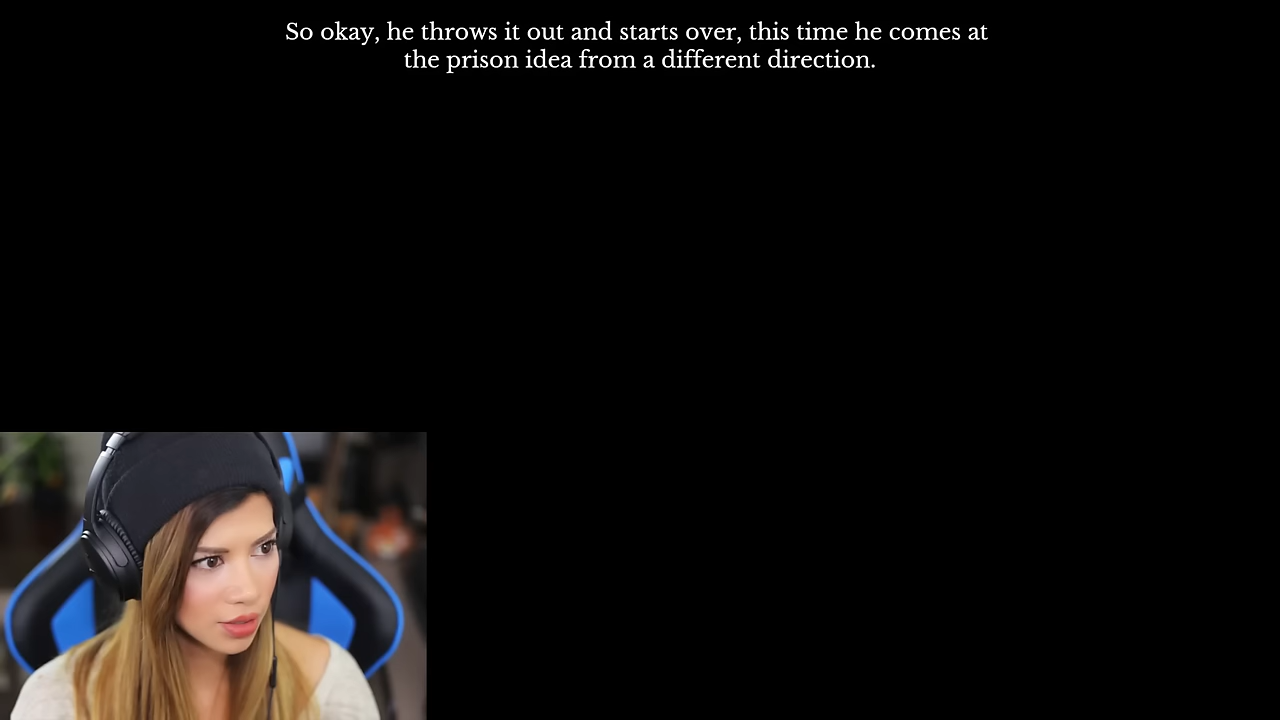 So okay, he throws it out and starts over, this time he comes at
the prison idea from a different direction.